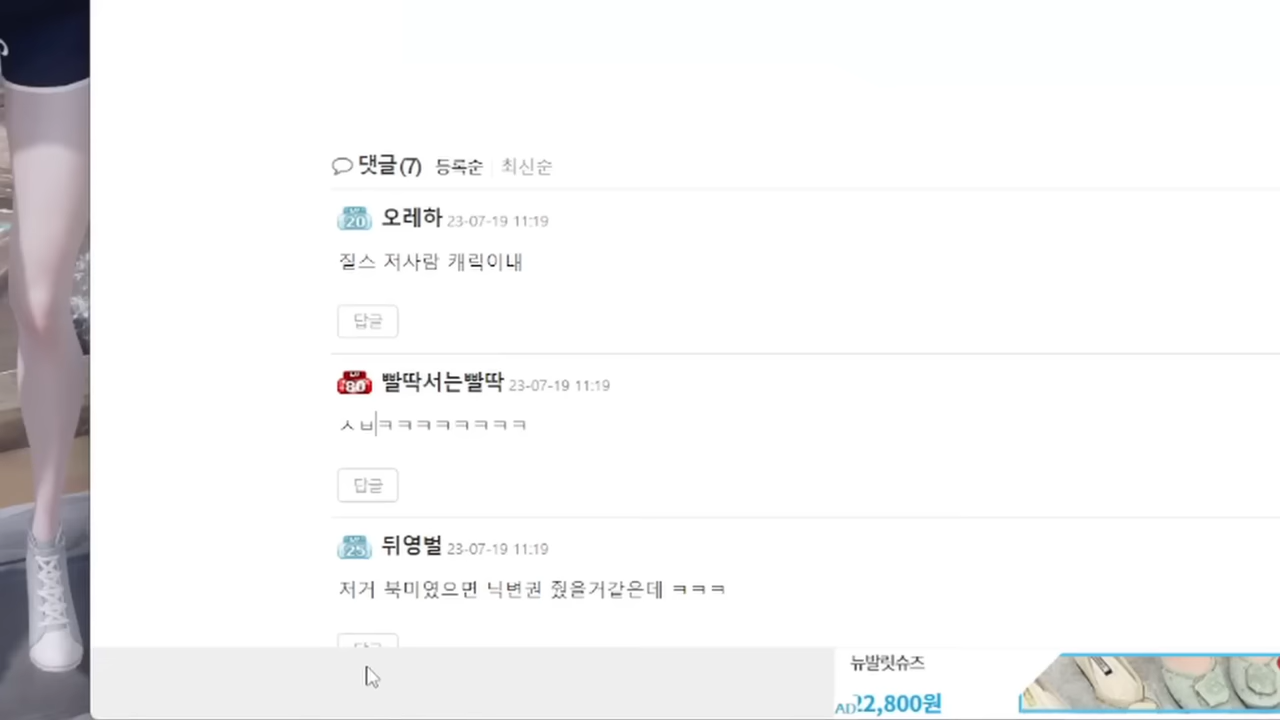 댓글(7) 등록순 최신순
20 오레하 23-07-19 11:19
질스 저사람 캐릭이내
답글
80 빨딱서는빨딱 23-07-19 11:19
ㅅㅂㅋㅋㅋㅋㅋㅋㅋㅋ
답글
25 뒤영벌 23-07-19 11:19
저거 북미였으면 닉변권 줬을거같은데 ㅋㅋㅋ
답글
뉴발릿슈즈
AD 22,800원